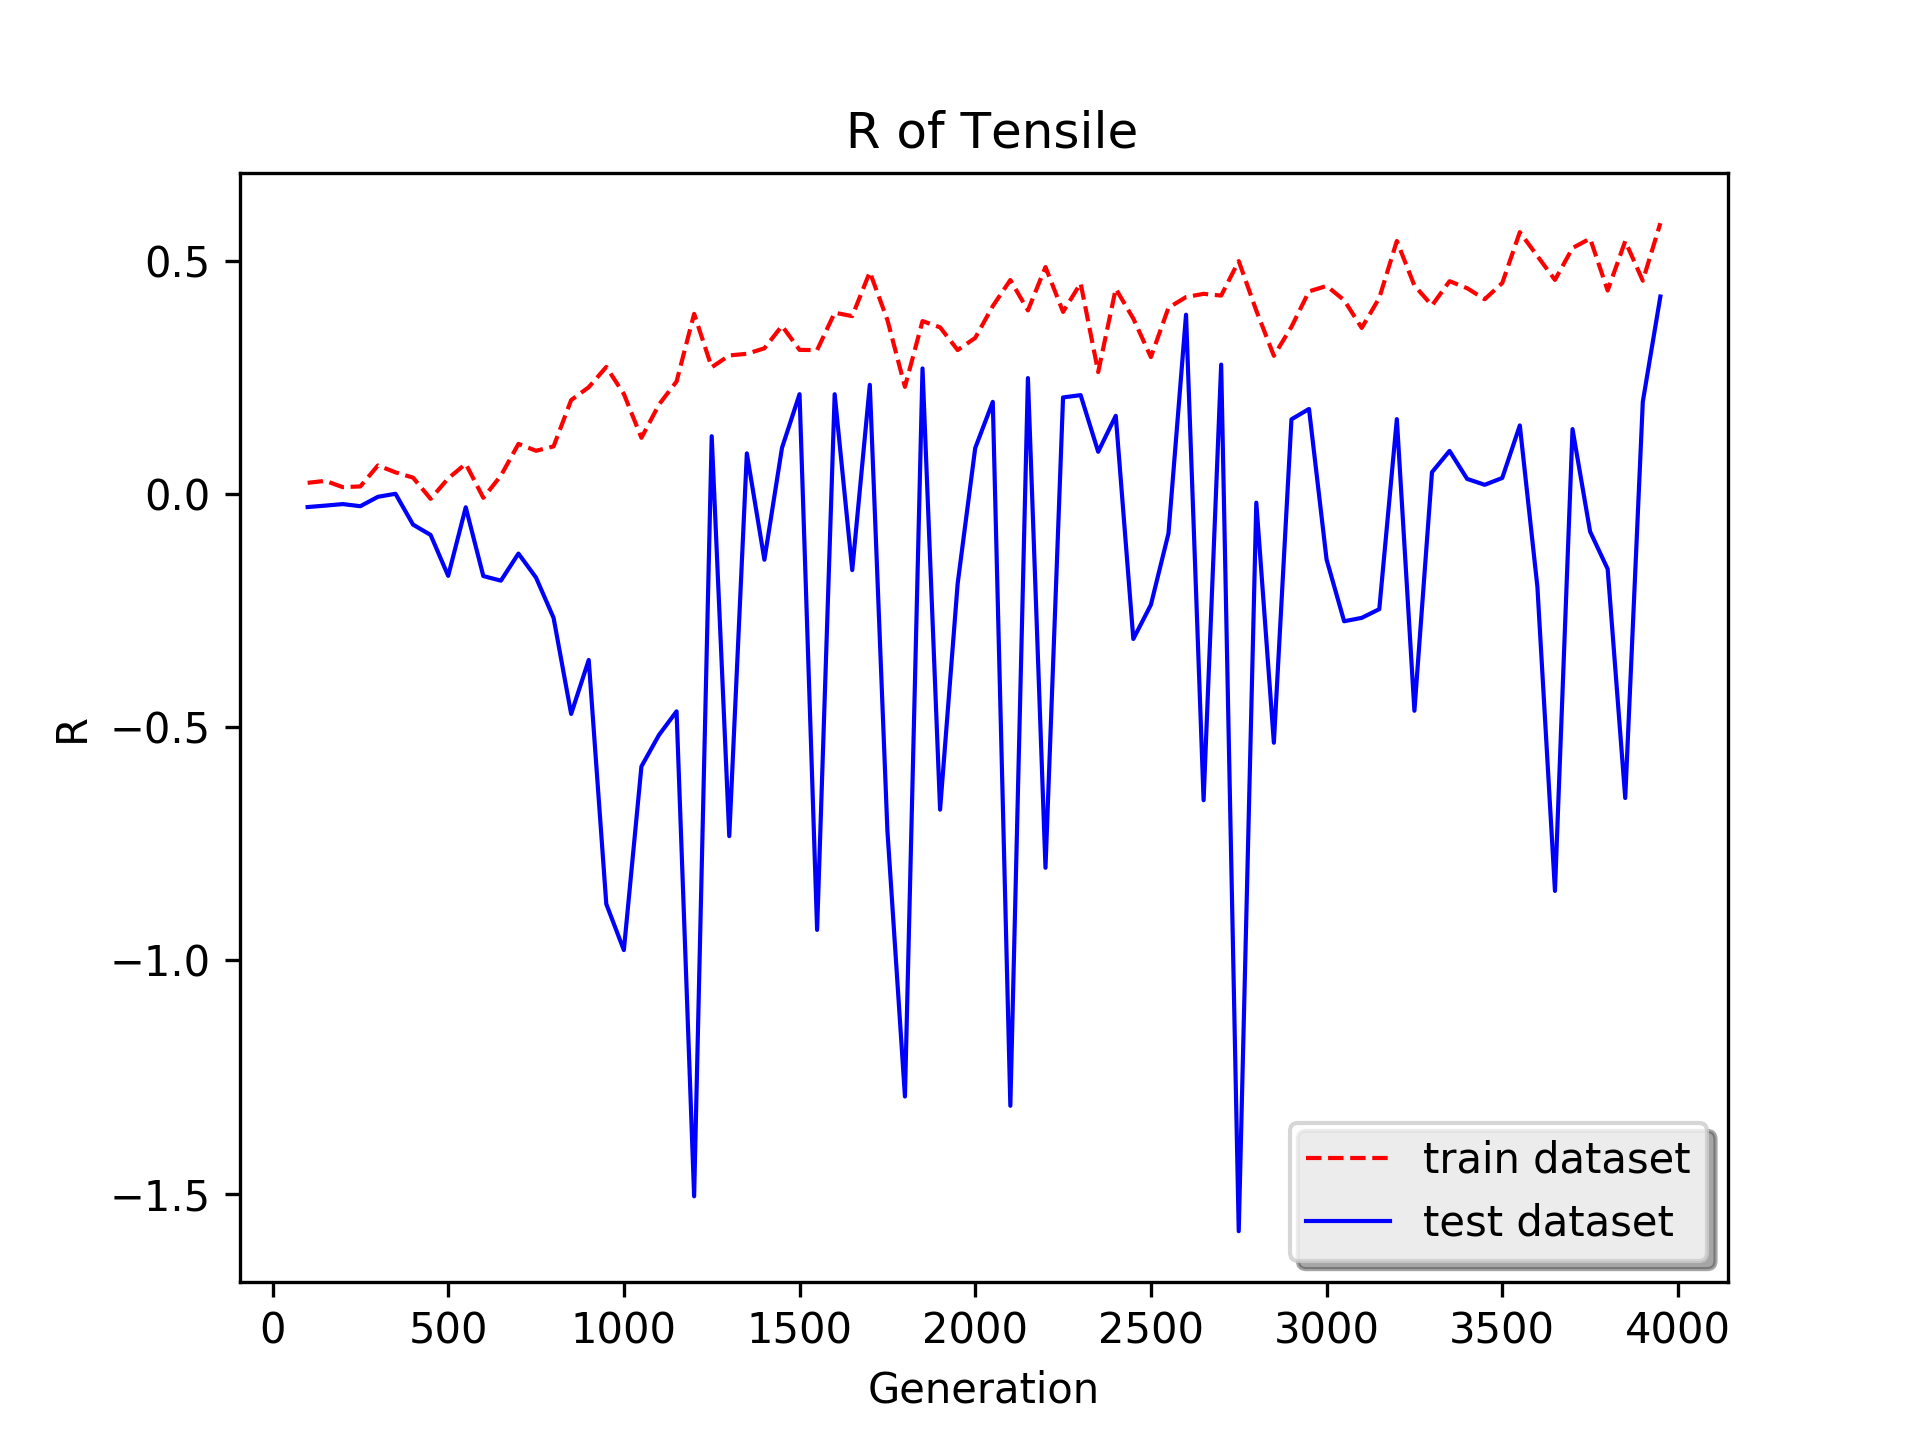 R of Tensile
0.5
0.0
−0.5
−1.0
−1.5
R
train dataset
test dataset
0 500 1000 1500 2000 2500 3000 3500 4000
Generation